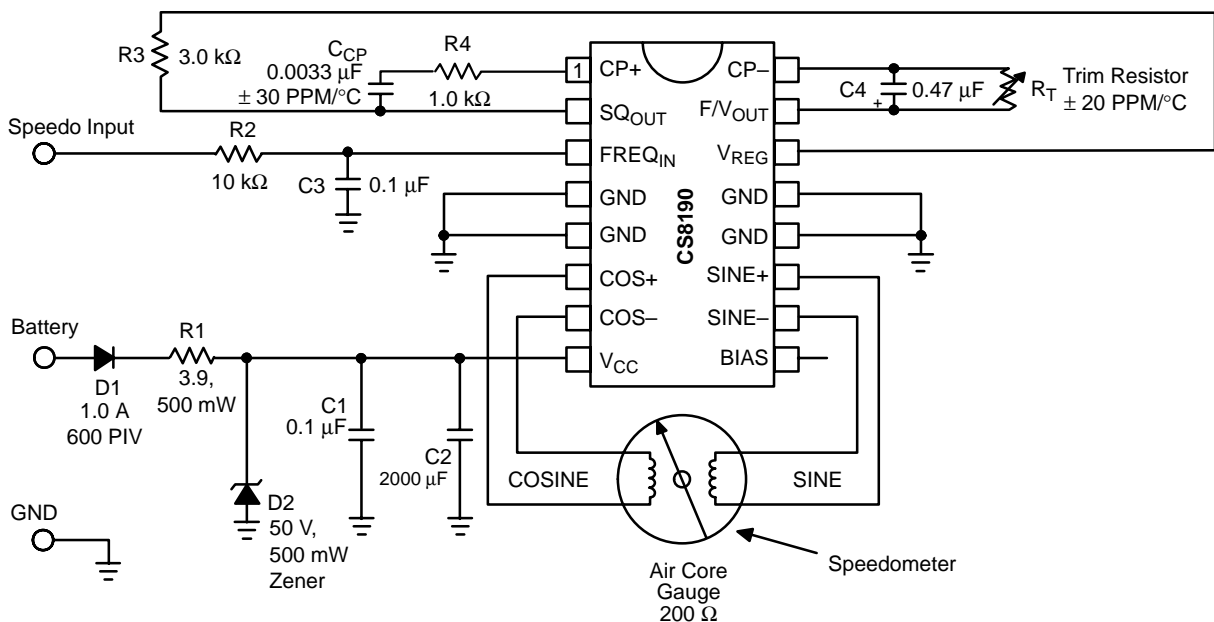 R3
3.0 kΩ
C_CP
0.0033 μF
± 30 PPM/°C
R4
1.0 kΩ
1
CP+
SQ_OUT
FREQ_IN
GND
GND
COS+
COS–
V_CC
CS8190
CP–
F/V_OUT
V_REG
GND
GND
SINE+
SINE–
BIAS
C4
+
0.47 μF
R_T
Trim Resistor
± 20 PPM/°C
Speedo Input
R2
10 kΩ
C3
0.1 μF
Battery
D1
1.0 A
600 PIV
R1
3.9,
500 mW
C1
0.1 μF
C2
2000 μF
D2
50 V,
500 mW
Zener
GND
COSINE
SINE
Speedometer
Air Core
Gauge
200 Ω